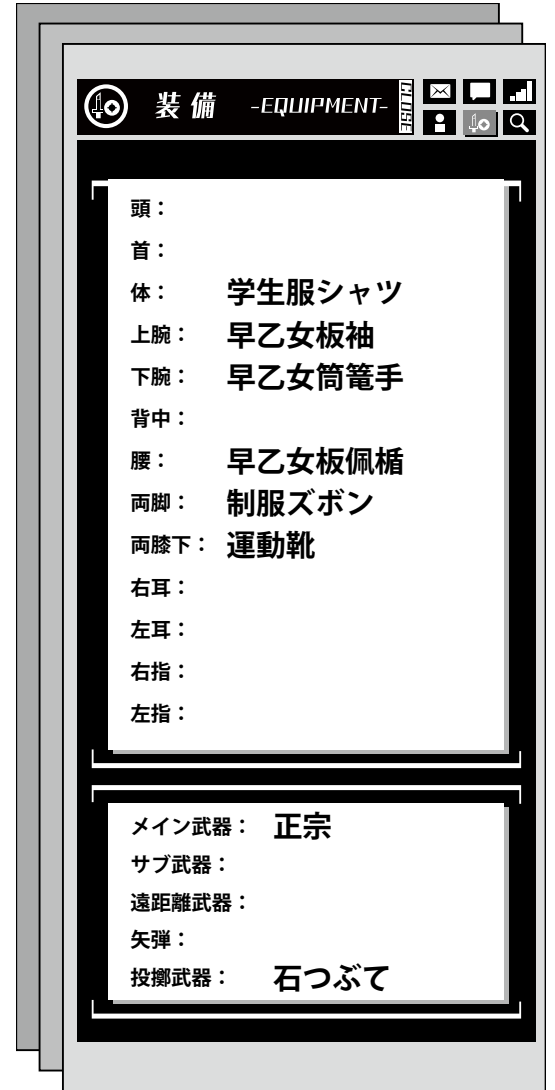 装備 -EQUIPMENT- CLOSE
頭：
首：
体： 学生服シャツ
上腕： 早乙女板袖
下腕： 早乙女筒篭手
背中：
腰： 早乙女板佩楯
両脚： 制服ズボン
両膝下： 運動靴
右耳：
左耳：
右指：
左指：
メイン武器： 正宗
サブ武器：
遠距離武器：
矢弾：
投擲武器： 石つぶて